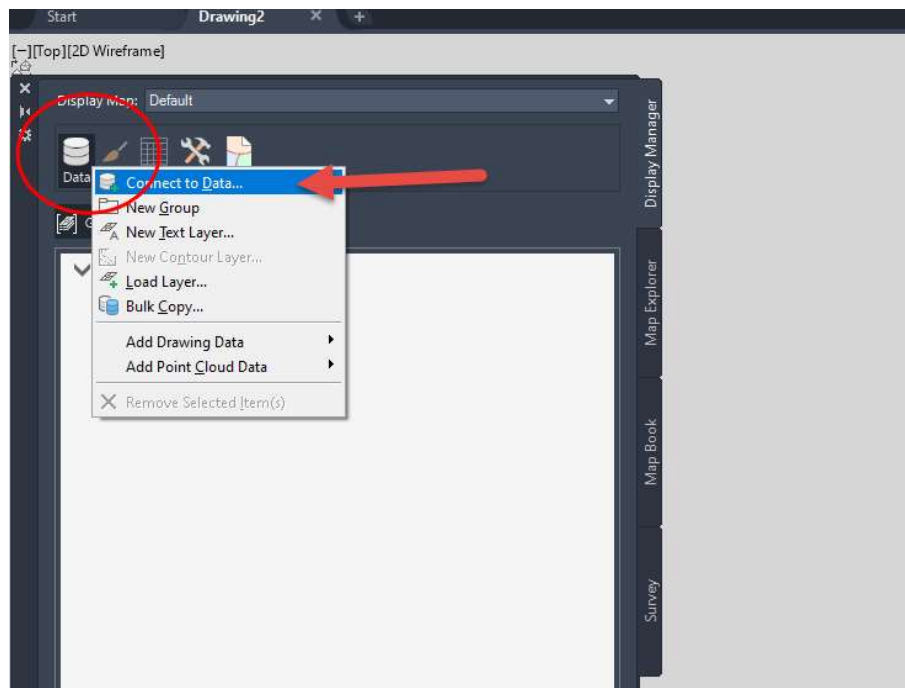 Start Drawing2
[−][Top][2D Wireframe]
Display Map: Default
Data
Connect to Data...
New Group
New Text Layer...
New Contour Layer...
Load Layer...
Bulk Copy...
Add Drawing Data
Add Point Cloud Data
Remove Selected Item(s)
Display Manager
Map Explorer
Map Book
Survey